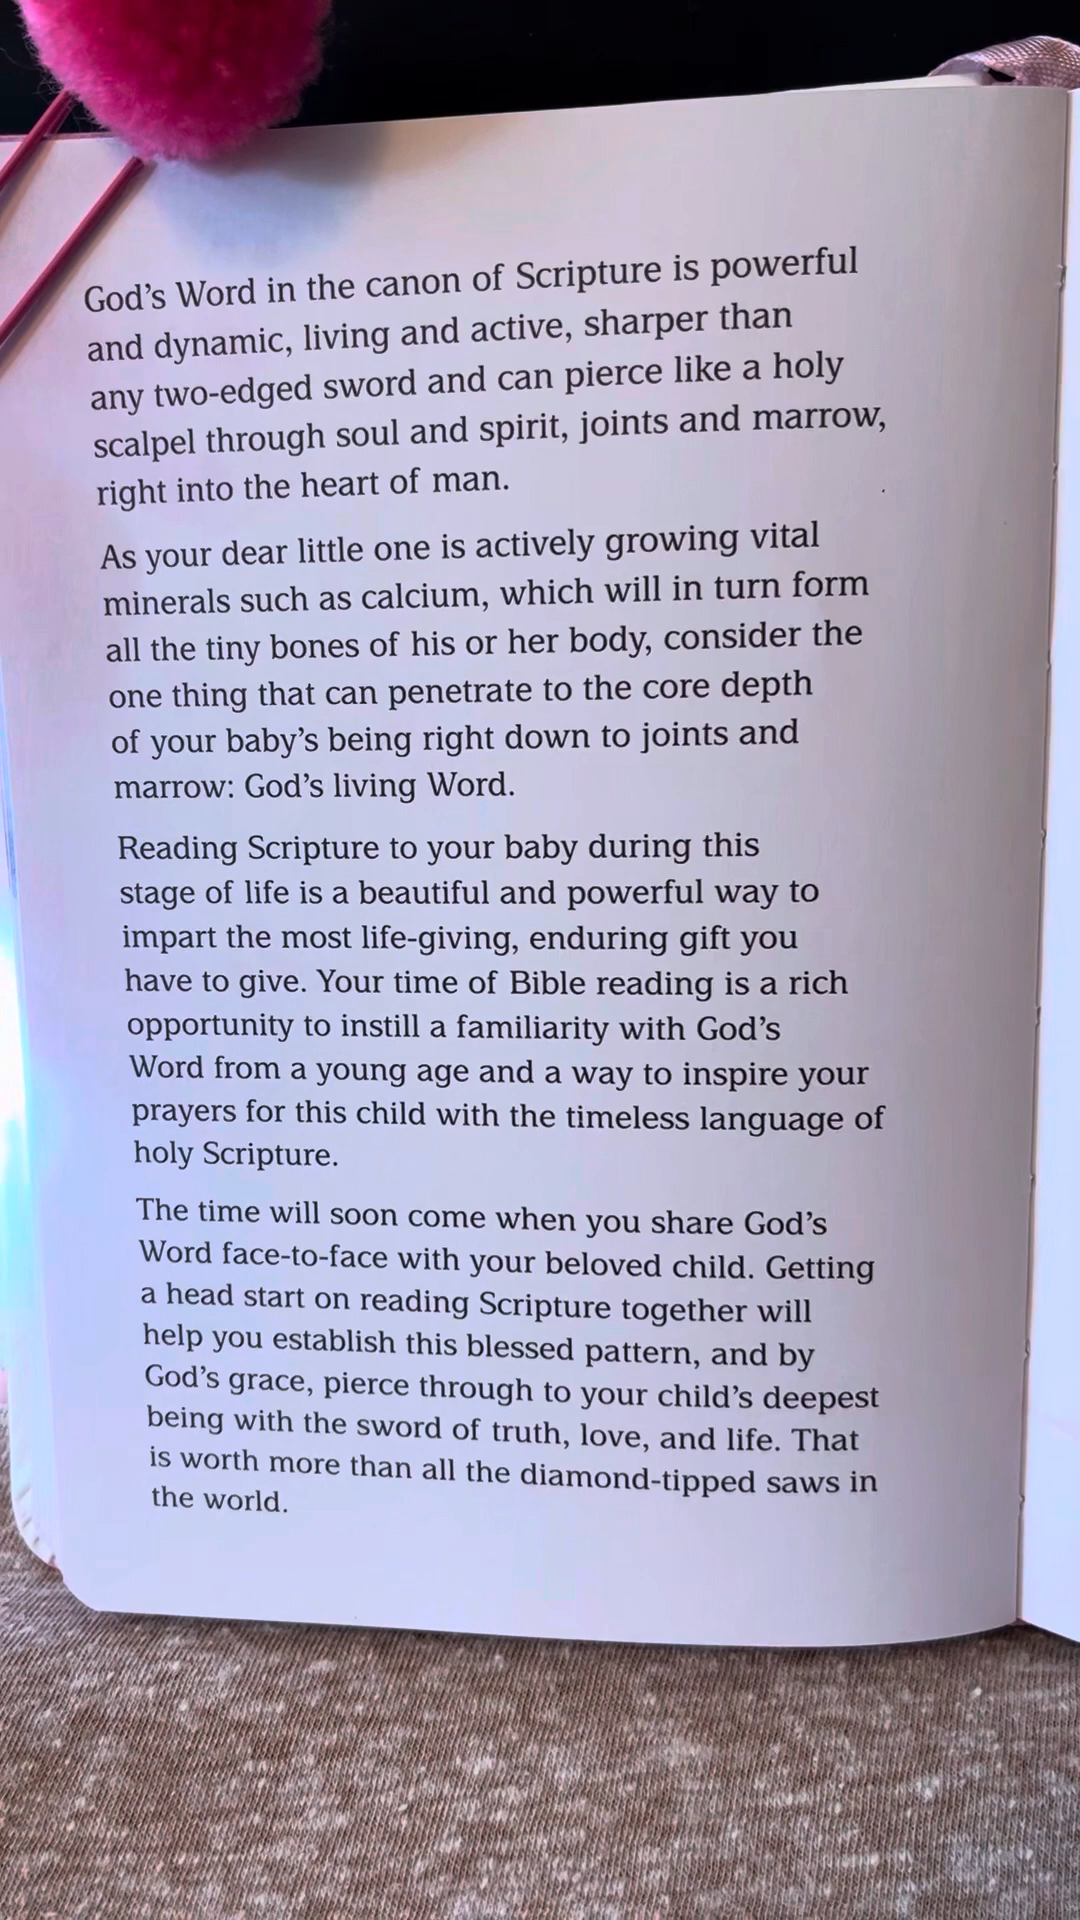 God's Word in the canon of Scripture is powerful
and dynamic, living and active, sharper than
any two-edged sword and can pierce like a holy
scalpel through soul and spirit, joints and marrow,
right into the heart of man.
As your dear little one is actively growing vital
minerals such as calcium, which will in turn form
all the tiny bones of his or her body, consider the
one thing that can penetrate to the core depth
of your baby's being right down to joints and
marrow: God's living Word.
Reading Scripture to your baby during this
stage of life is a beautiful and powerful way to
impart the most life-giving, enduring gift you
have to give. Your time of Bible reading is a rich
opportunity to instill a familiarity with God's
Word from a young age and a way to inspire your
prayers for this child with the timeless language of
holy Scripture.
The time will soon come when you share God's
Word face-to-face with your beloved child. Getting
a head start on reading Scripture together will
help you establish this blessed pattern, and by
God's grace, pierce through to your child's deepest
being with the sword of truth, love, and life. That
is worth more than all the diamond-tipped saws in
the world.